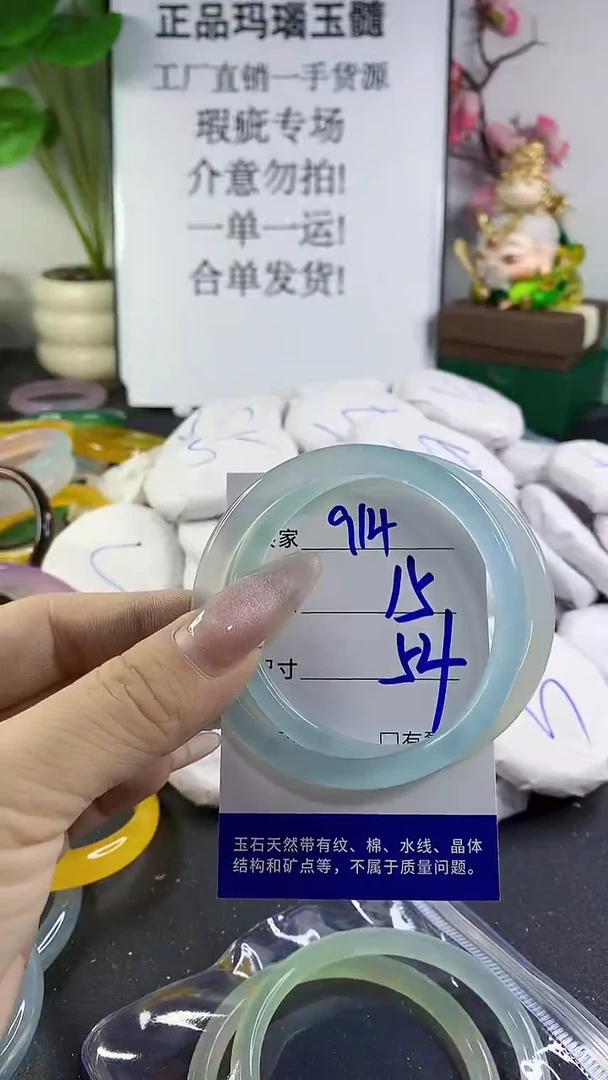 正品玛瑙玉髓
工厂直销一手货源
瑕疵专场
介意勿拍!
一单一运!
合单发货!
家 914
15
寸 54
□有
玉石天然带有纹、棉、水线、晶体
结构和矿点等，不属于质量问题。